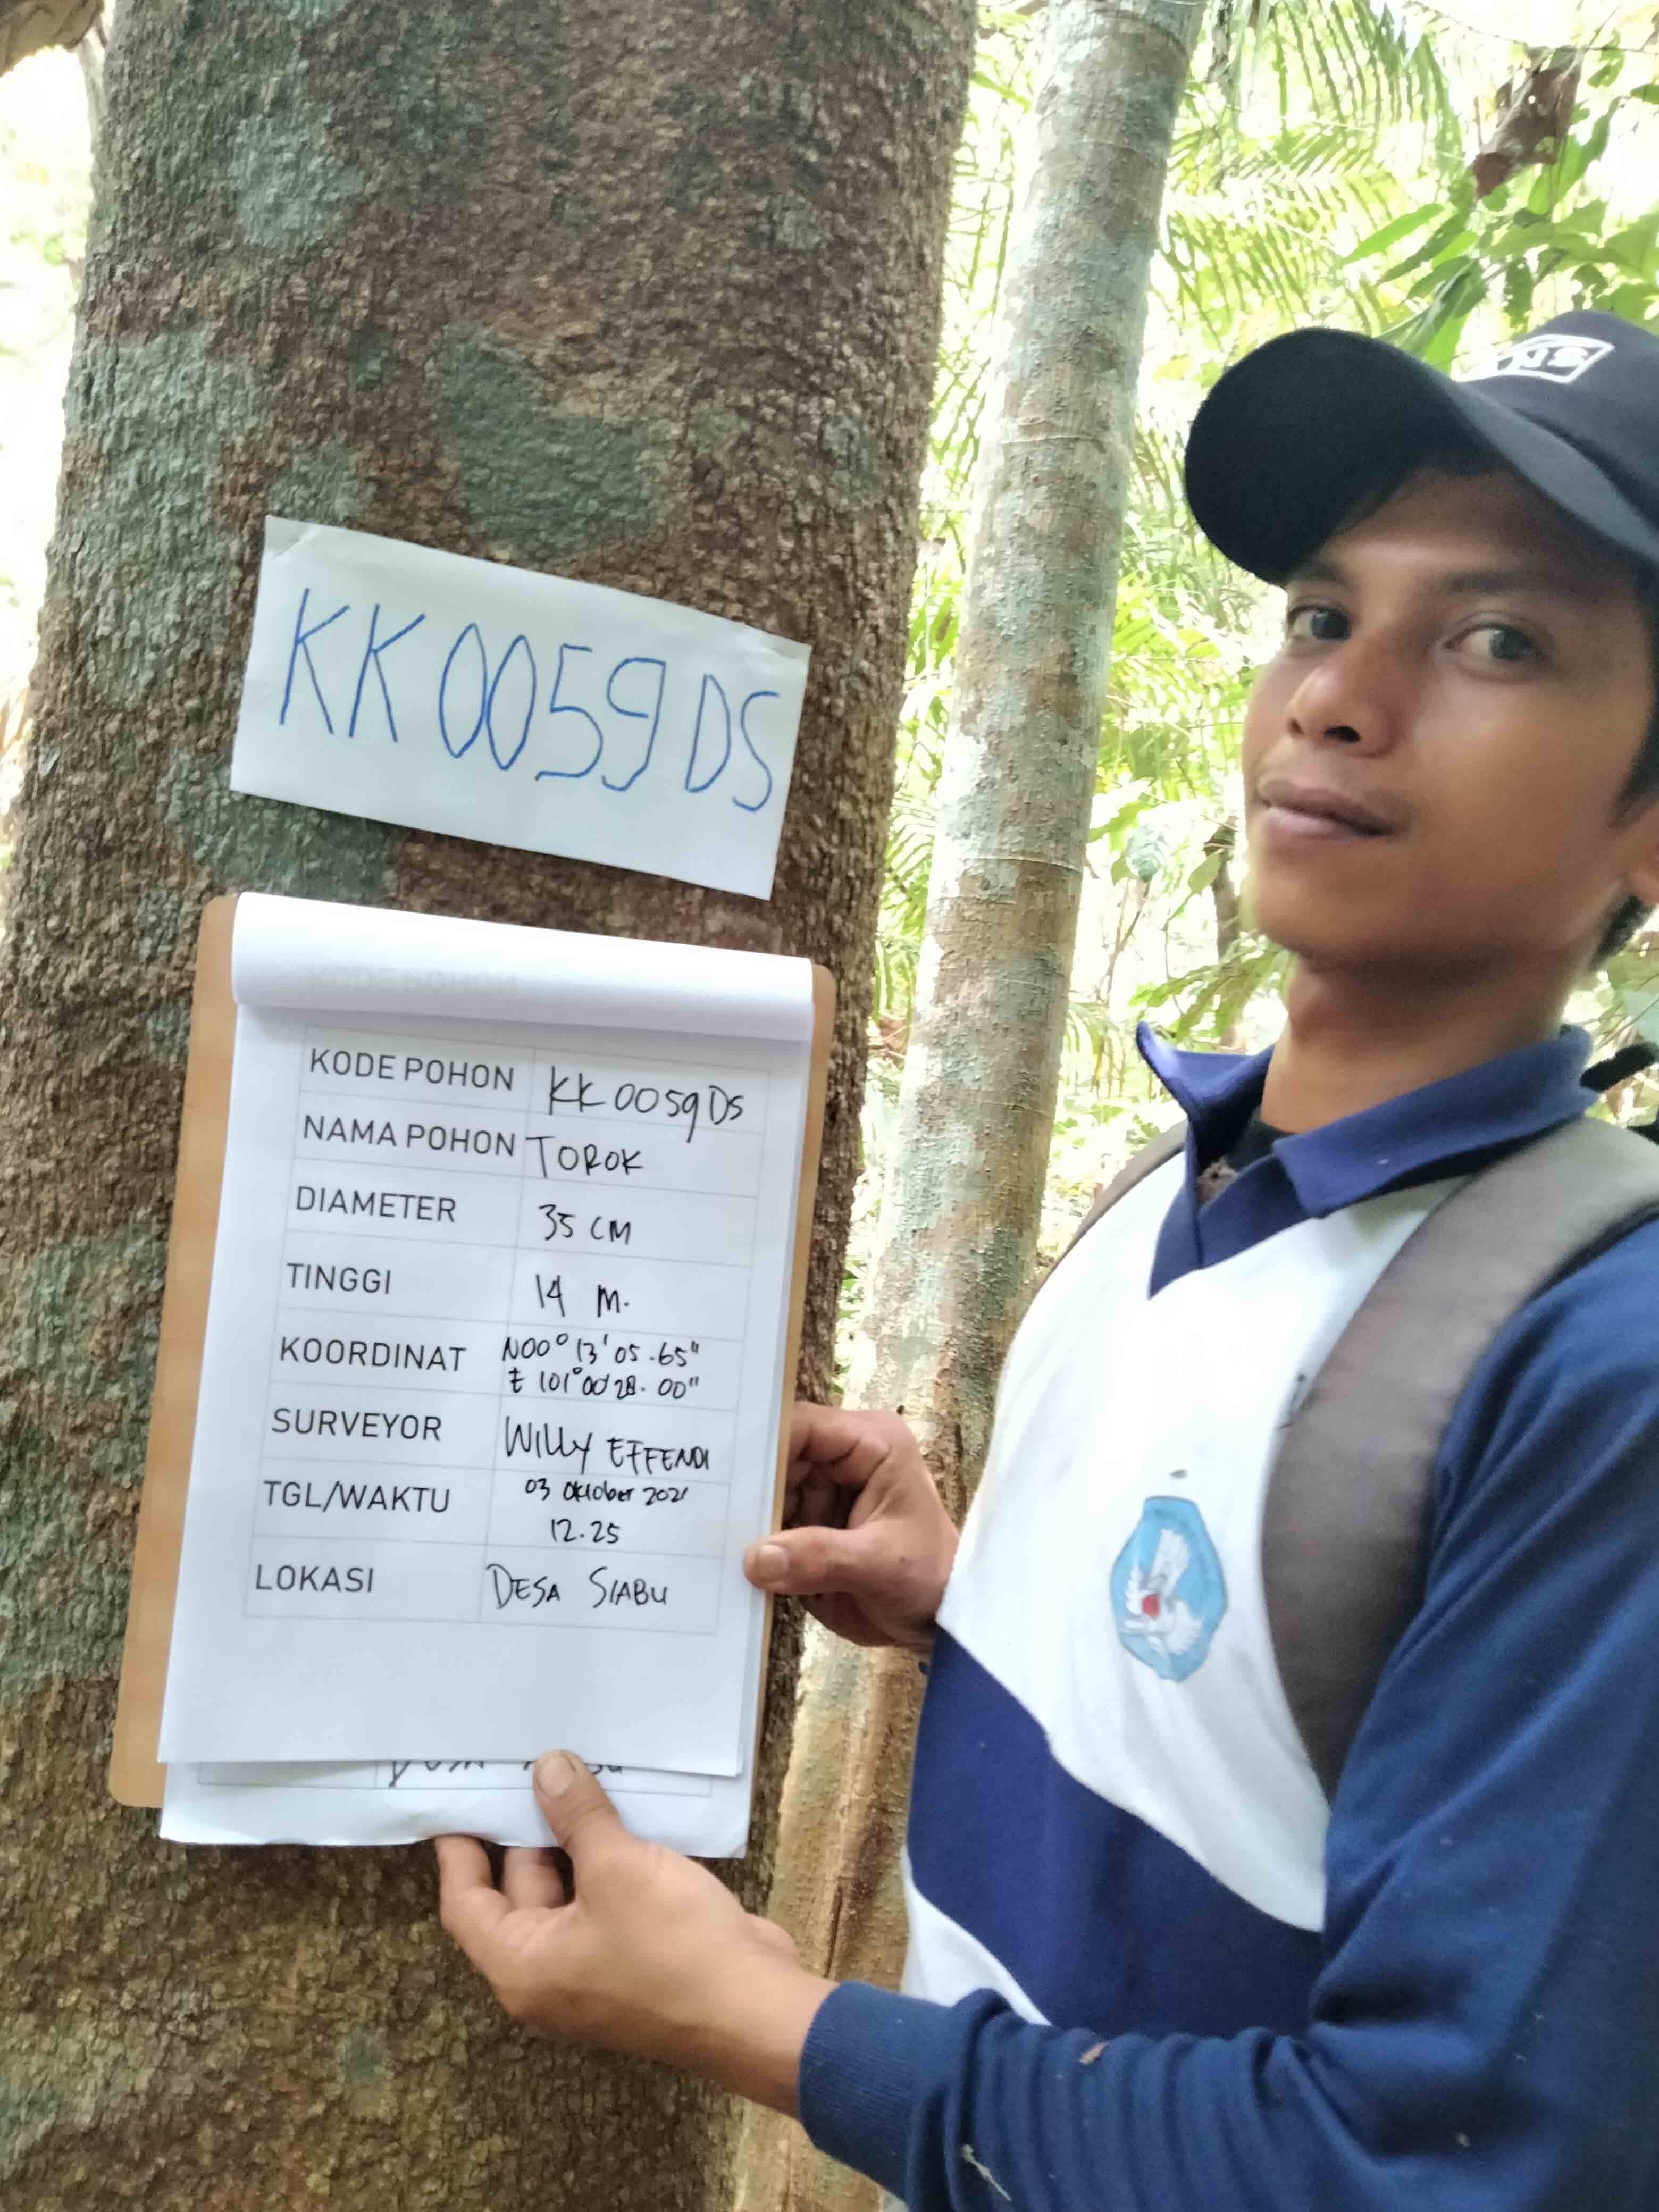 KK0059DS
KODE POHON KK0059DS
NAMA POHON TOROK
DIAMETER 35 CM
TINGGI 14 M.
KOORDINAT N00°13'05.65"
E 101°00'28.00"
SURVEYOR WILLY EFFENDI
TGL/WAKTU 03 Oktober 2021
12.25
LOKASI DESA SIABU